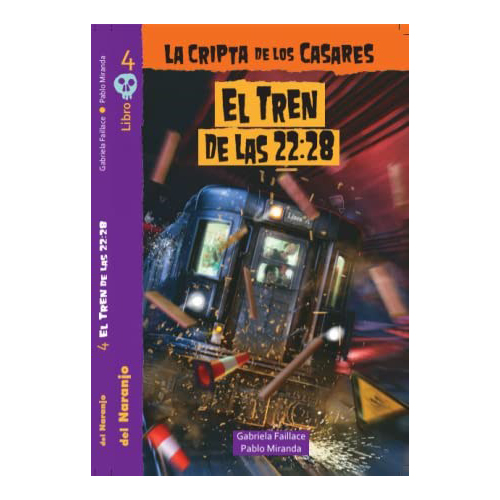 LA CRIPTA DE LOS CASARES
EL TREN
DE LAS 22:28
Gabriela Faillace
Pablo Miranda
Gabriela Faillace • Pablo Miranda
Libro 4
4 EL TREN DE LAS 22:28
del Naranjo
del Naranjo